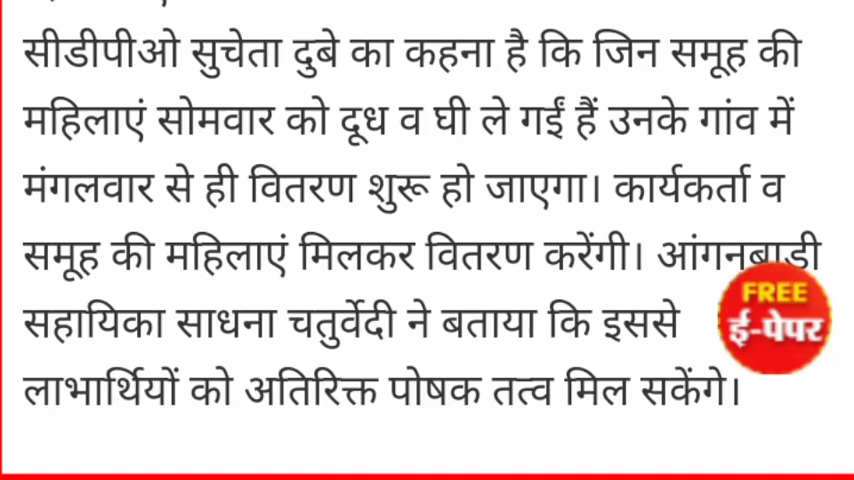 सीडीपीओ सुचेता दुबे का कहना है कि जिन समूह की
महिलाएं सोमवार को दूध व घी ले गईं हैं उनके गांव में
मंगलवार से ही वितरण शुरू हो जाएगा। कार्यकर्ता व
समूह की महिलाएं मिलकर वितरण करेंगी। आंगनबाडी
सहायिका साधना चतुर्वेदी ने बताया कि इससे
लाभार्थियों को अतिरिक्त पोषक तत्व मिल सकेंगे।
FREE
ई-पेपर